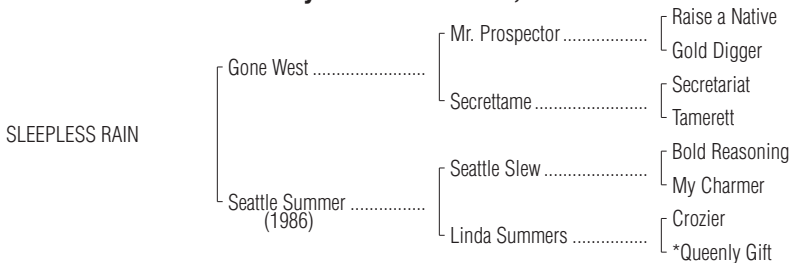 Raise a Native
Mr. Prospector
Gold Digger
Gone West
Secretariat
Secrettame
Tamerett
SLEEPLESS RAIN
Bold Reasoning
Seattle Slew
My Charmer
Seattle Summer
(1986)
Crozier
Linda Summers
*Queenly Gift